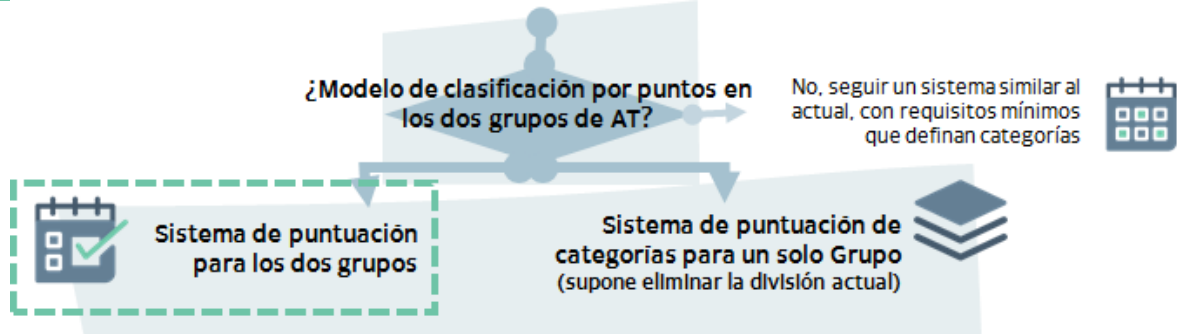 ¿Modelo de clasificación por puntos en
los dos grupos de AT?
No, seguir un sistema similar al
actual, con requisitos mínimos
que definan categorías
Sistema de puntuación
para los dos grupos
Sistema de puntuación de
categorías para un solo Grupo
(supone eliminar la división actual)